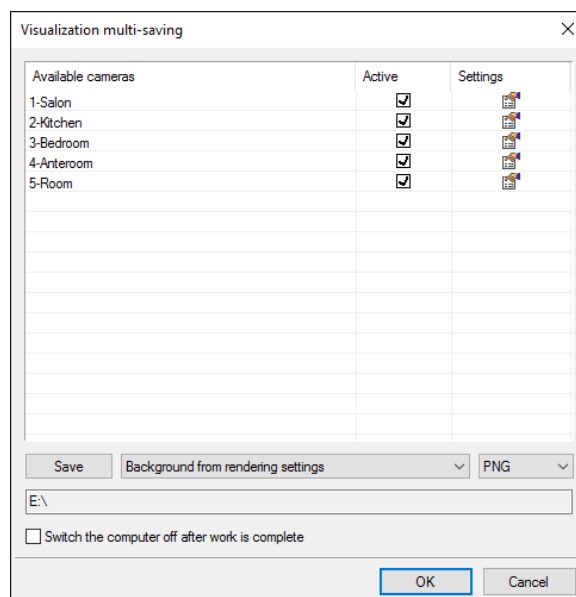 Visualization multi-saving
Available cameras Active Settings
1-Salon
2-Kitchen
3-Bedroom
4-Anteroom
5-Room
Save Background from rendering settings PNG
E:\
Switch the computer off after work is complete
OK Cancel